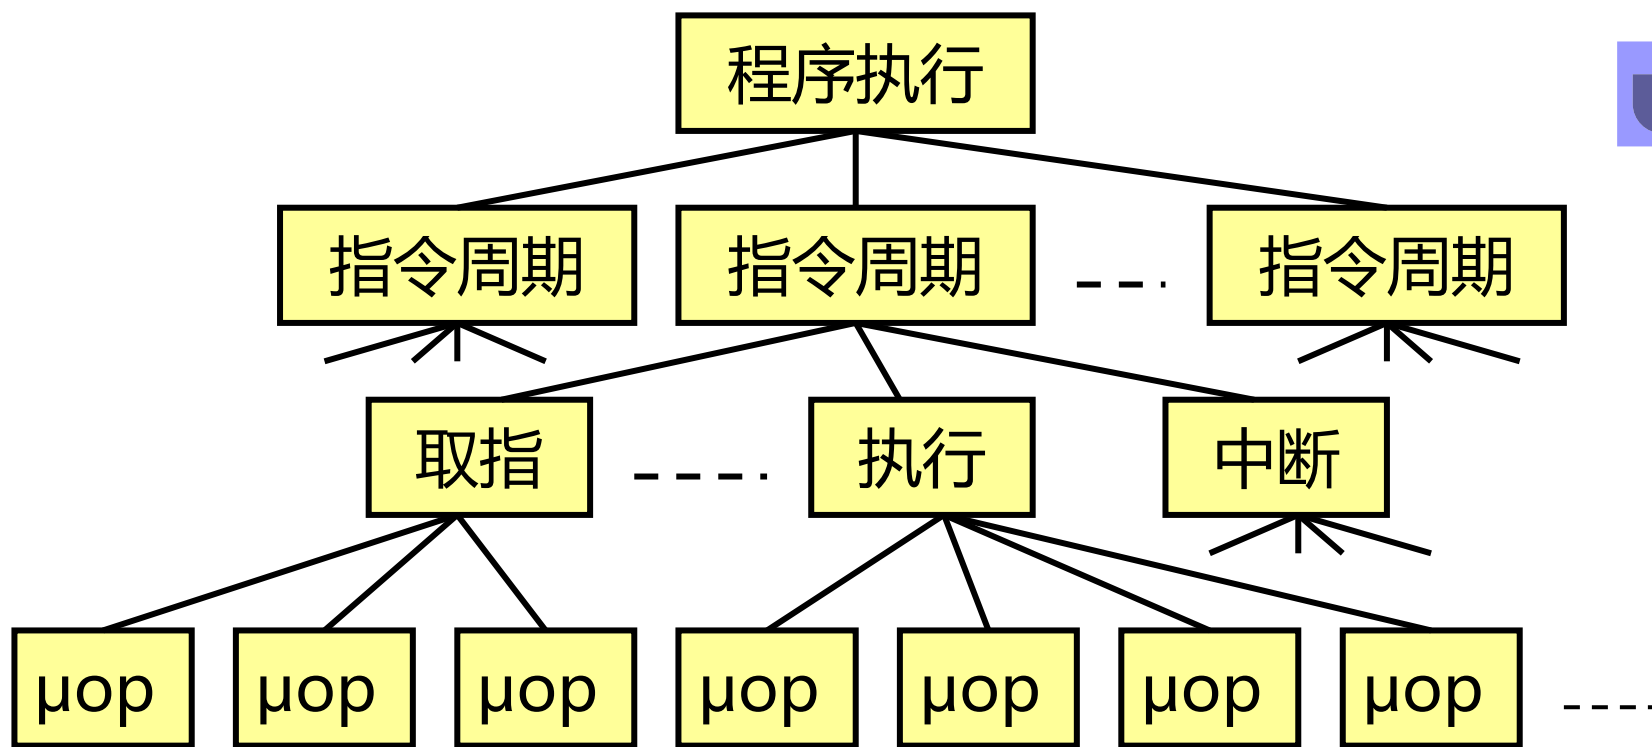 程序执行
指令周期 指令周期 指令周期
取指 执行 中断
μop μop μop μop μop μop μop